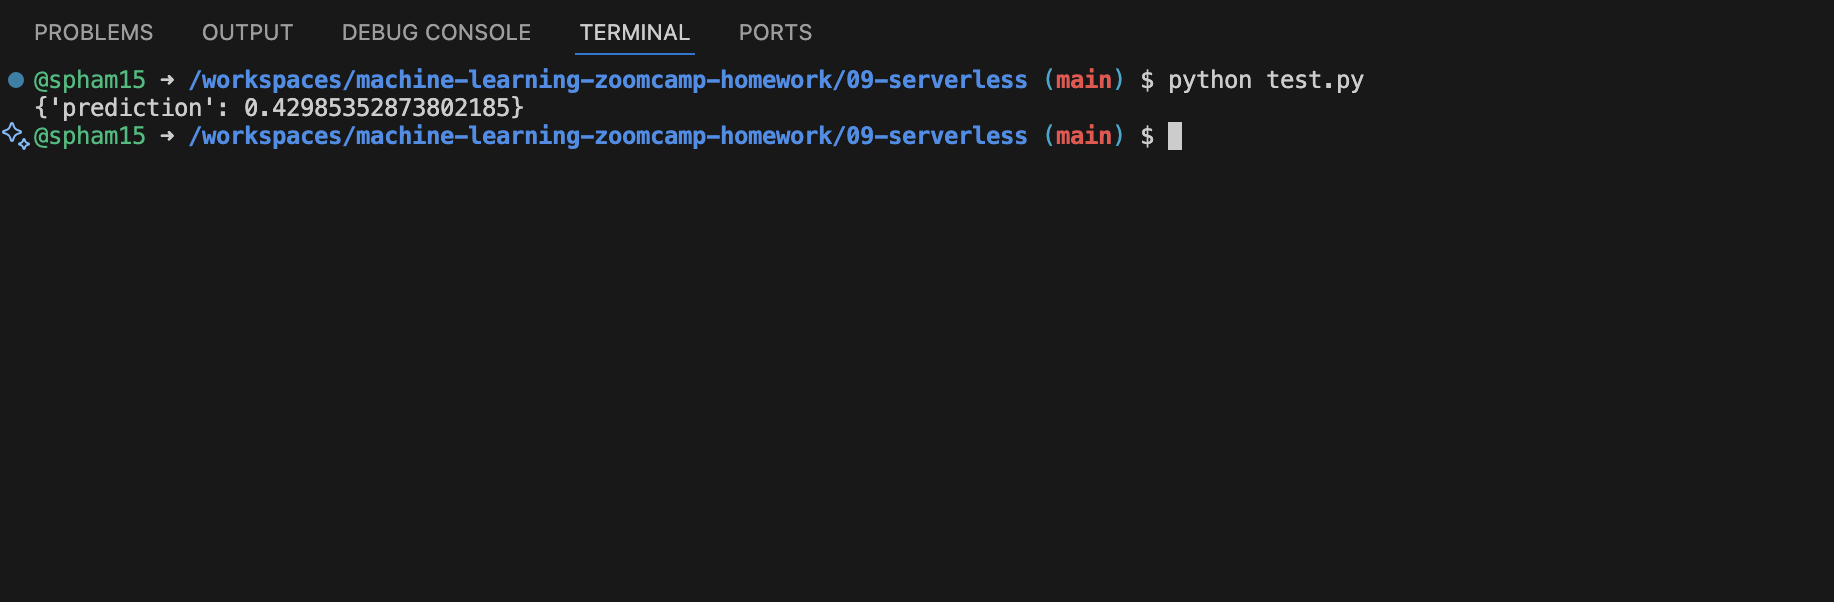 PROBLEMS OUTPUT DEBUG CONSOLE TERMINAL PORTS
@spham15 ➜ /workspaces/machine-learning-zoomcamp-homework/09-serverless (main) $ python test.py
{'prediction': 0.42985352873802185}
@spham15 ➜ /workspaces/machine-learning-zoomcamp-homework/09-serverless (main) $